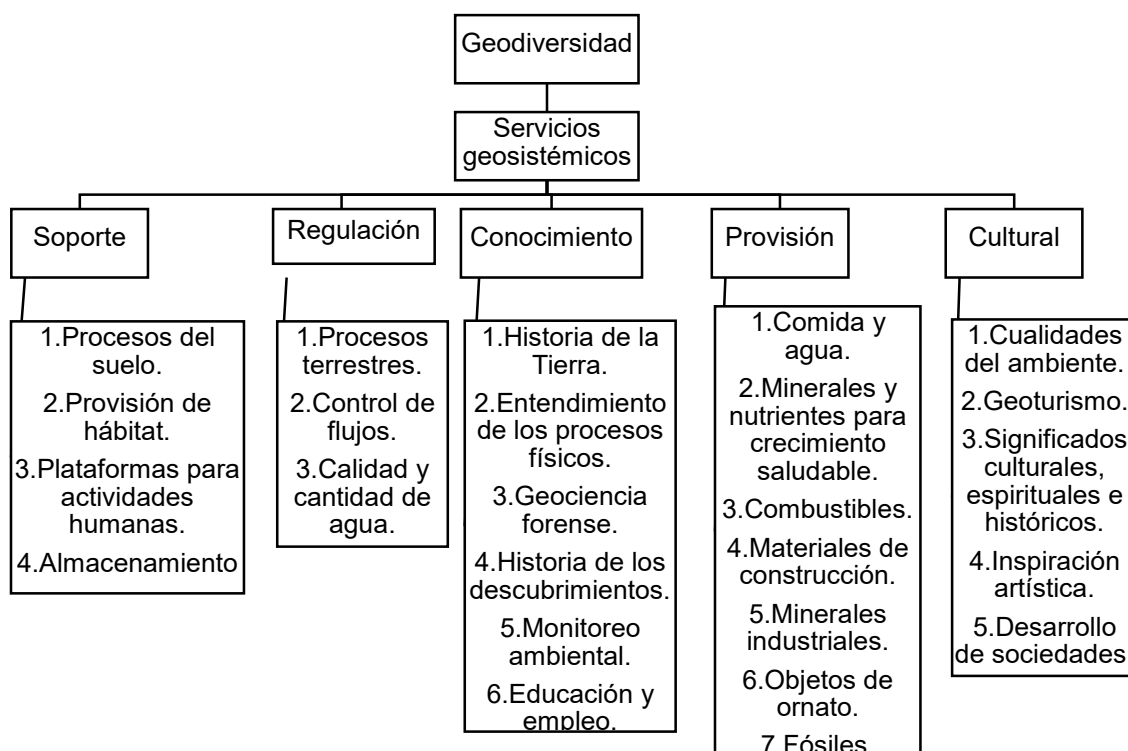 Geodiversidad
Servicios
geosistémicos
Soporte
Regulación
Conocimiento
Provisión
Cultural
1.Procesos del
suelo.
2.Provisión de
hábitat.
3.Plataformas para
actividades
humanas.
4.Almacenamiento
1.Procesos
terrestres.
2.Control de
flujos.
3.Calidad y
cantidad de
agua.
1.Historia de la
Tierra.
2.Entendimiento
de los procesos
físicos.
3.Geociencia
forense.
4.Historia de los
descubrimientos.
5.Monitoreo
ambiental.
6.Educación y
empleo.
1.Comida y
agua.
2.Minerales y
nutrientes para
crecimiento
saludable.
3.Combustibles.
4.Materiales de
construcción.
5.Minerales
industriales.
6.Objetos de
ornato.
7.Fósiles
1.Cualidades
del ambiente.
2.Geoturismo.
3.Significados
culturales,
espirituales e
históricos.
4.Inspiración
artística.
5.Desarrollo
de sociedades